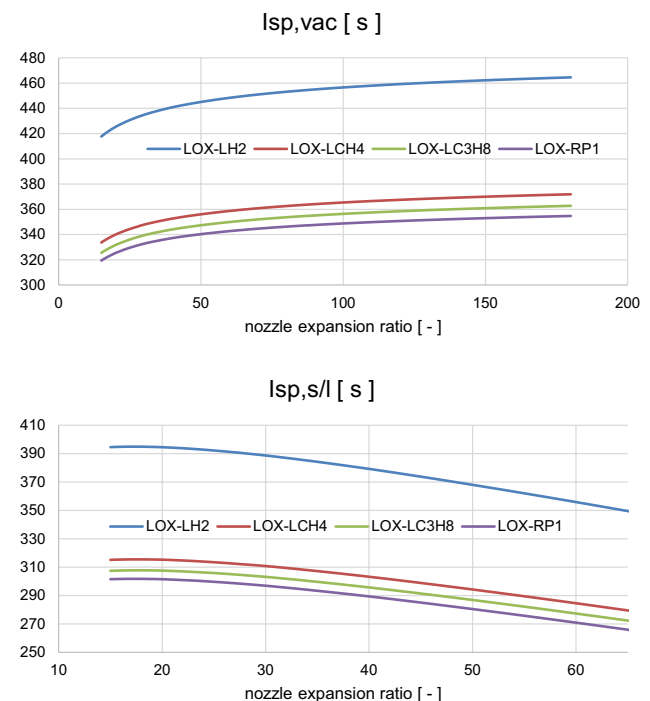 Isp,vac [ s ]
480
460
440
420
400
380
360
340
320
300
LOX-LH2 LOX-LCH4 LOX-LC3H8 LOX-RP1
0 50 100 150 200
nozzle expansion ratio [ - ]
Isp,s/l [ s ]
410
390
370
350
330
310
290
270
250
LOX-LH2 LOX-LCH4 LOX-LC3H8 LOX-RP1
10 20 30 40 50 60
nozzle expansion ratio [ - ]